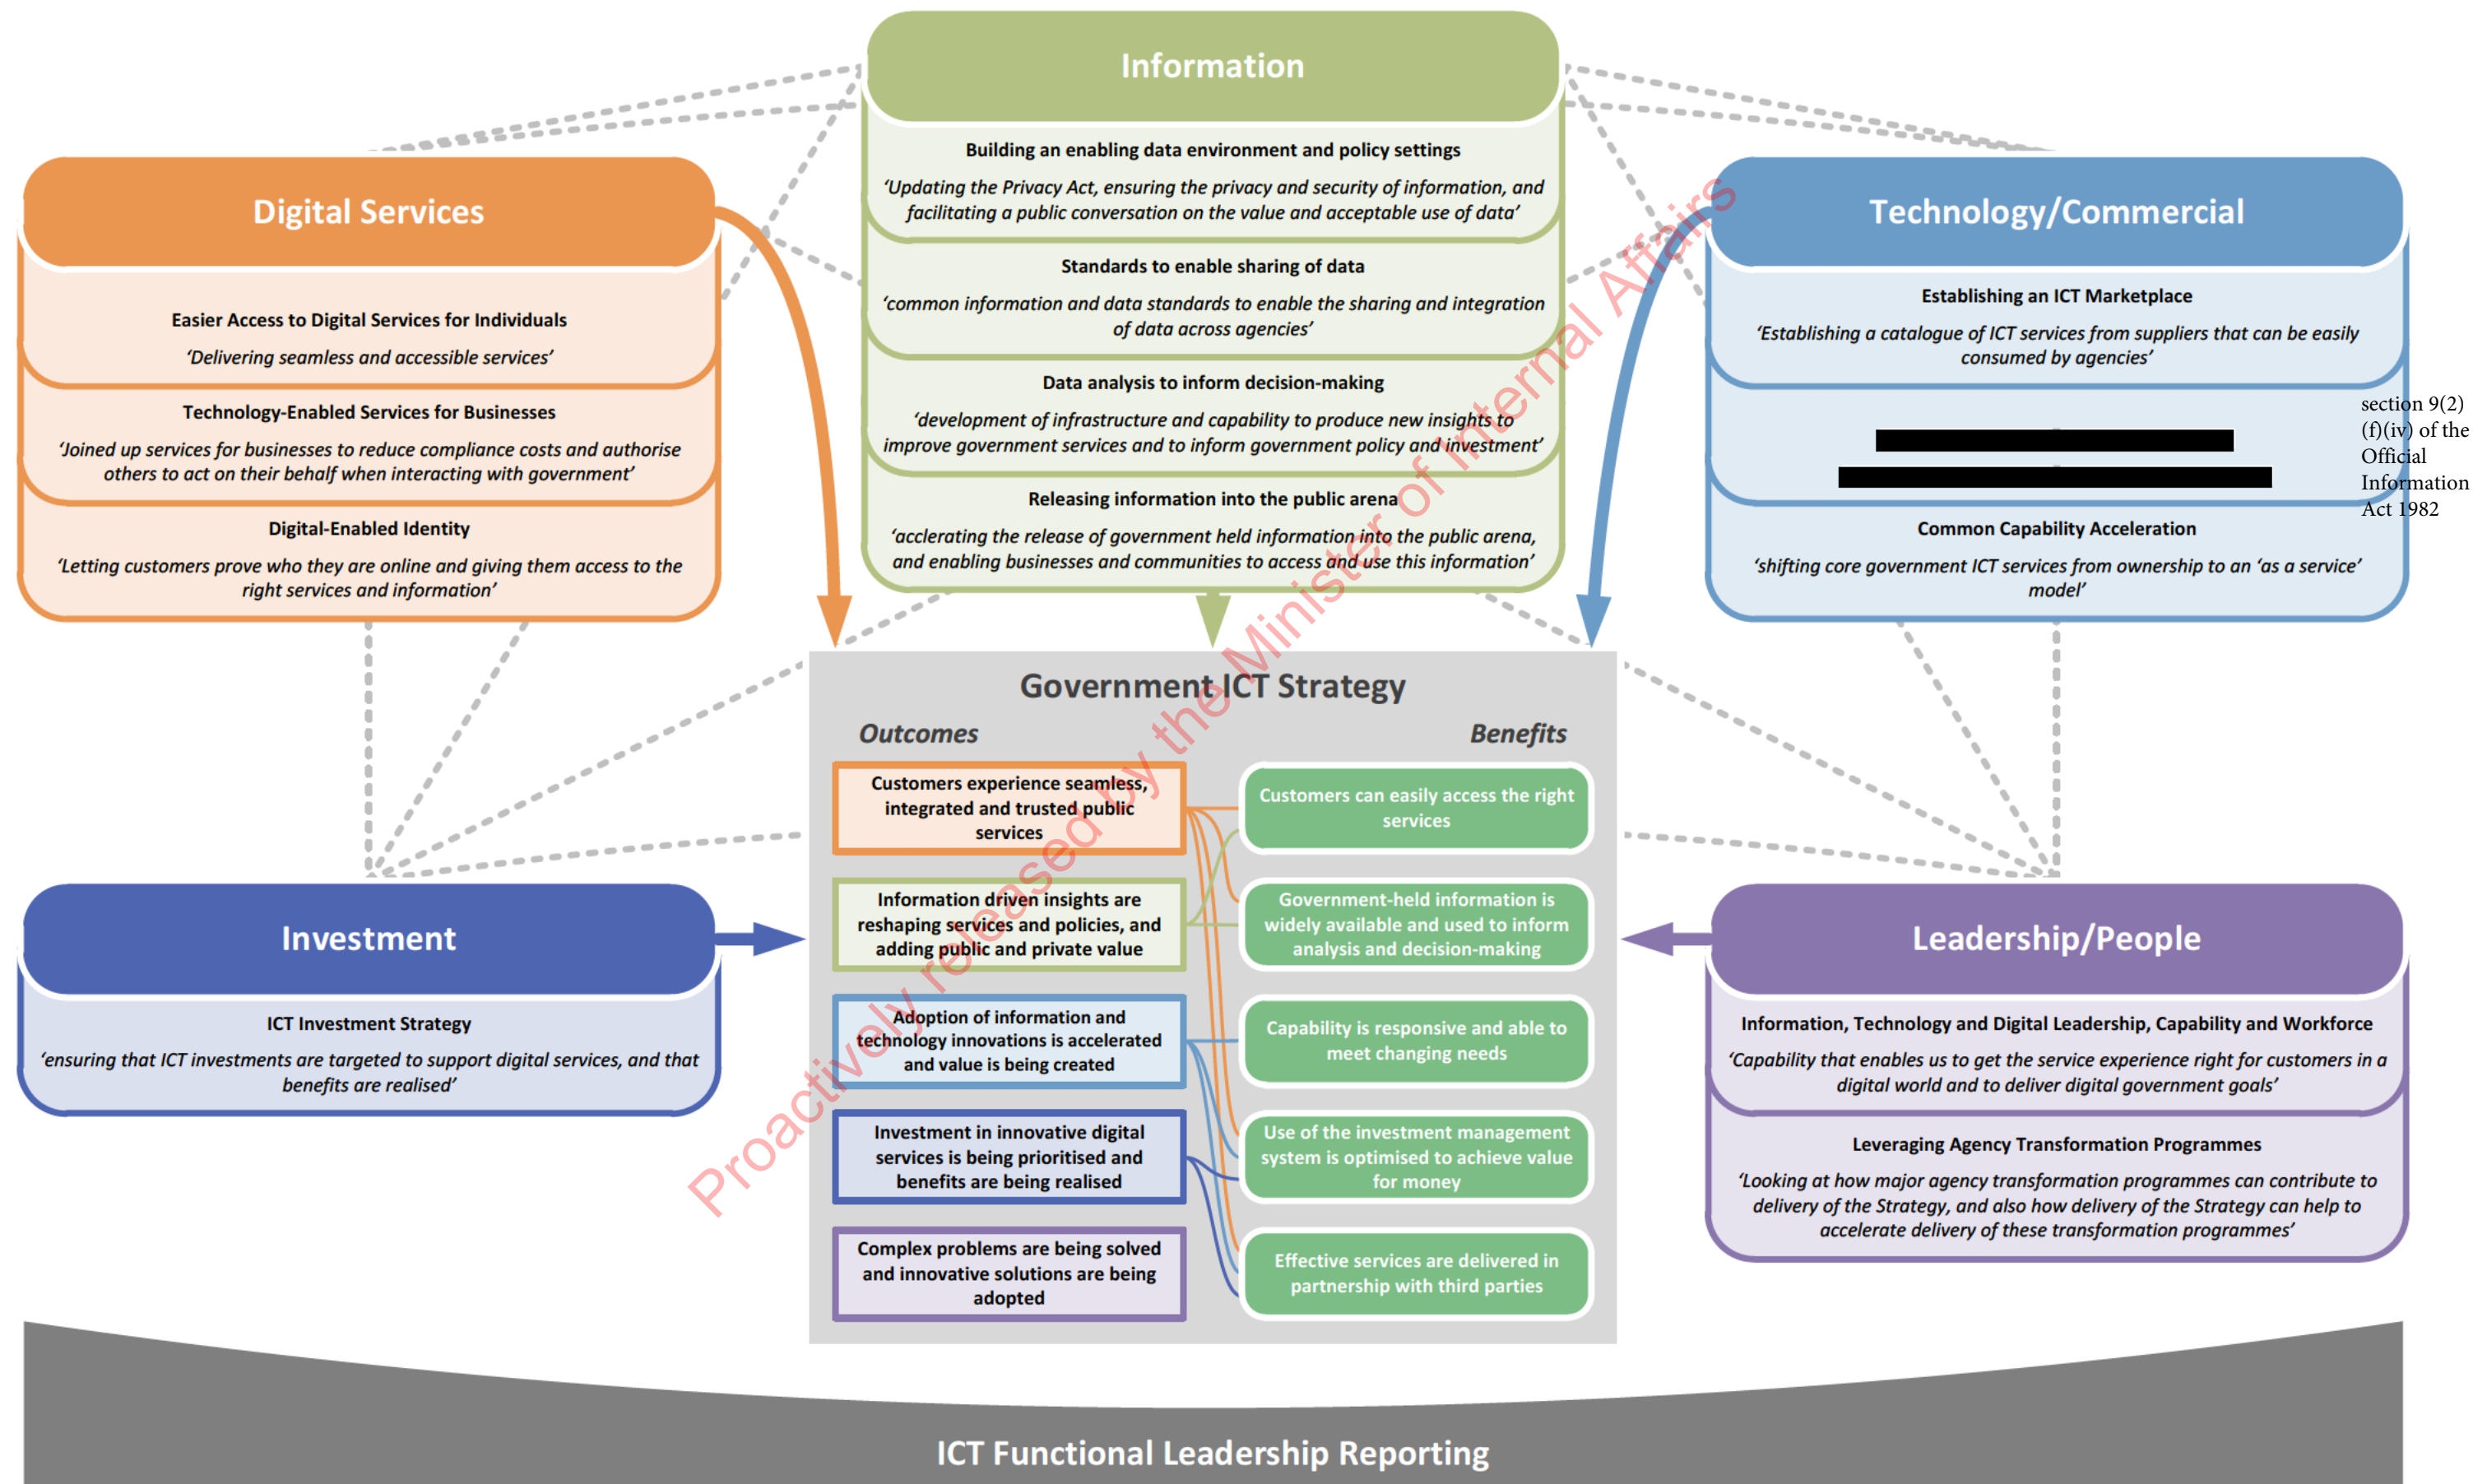 Information
Building an enabling data environment and policy settings
‘Updating the Privacy Act, ensuring the privacy and security of information, and
facilitating a public conversation on the value and acceptable use of data’
Standards to enable sharing of data
‘common information and data standards to enable the sharing and integration
of data across agencies’
Data analysis to inform decision-making
‘development of infrastructure and capability to produce new insights to
improve government services and to inform government policy and investment’
Releasing information into the public arena
‘acclerating the release of government held information into the public arena,
and enabling businesses and communities to access and use this information’
Digital Services
Easier Access to Digital Services for Individuals
‘Delivering seamless and accessible services’
Technology-Enabled Services for Businesses
‘Joined up services for businesses to reduce compliance costs and authorise
others to act on their behalf when interacting with government’
Digital-Enabled Identity
‘Letting customers prove who they are online and giving them access to the
right services and information’
Technology/Commercial
Establishing an ICT Marketplace
‘Establishing a catalogue of ICT services from suppliers that can be easily
consumed by agencies’
section 9(2)
(f)(iv) of the
Official
Information
Act 1982
Common Capability Acceleration
‘shifting core government ICT services from ownership to an ‘as a service’
model’
Government ICT Strategy
Outcomes
Customers experience seamless,
integrated and trusted public
services
Information driven insights are
reshaping services and policies, and
adding public and private value
Adoption of information and
technology innovations is accelerated
and value is being created
Investment in innovative digital
services is being prioritised and
benefits are being realised
Complex problems are being solved
and innovative solutions are being
adopted
Benefits
Customers can easily access the right
services
Government-held information is
widely available and used to inform
analysis and decision-making
Capability is responsive and able to
meet changing needs
Use of the investment management
system is optimised to achieve value
for money
Effective services are delivered in
partnership with third parties
Investment
ICT Investment Strategy
‘ensuring that ICT investments are targeted to support digital services, and that
benefits are realised’
Leadership/People
Information, Technology and Digital Leadership, Capability and Workforce
‘Capability that enables us to get the service experience right for customers in a
digital world and to deliver digital government goals’
Leveraging Agency Transformation Programmes
‘Looking at how major agency transformation programmes can contribute to
delivery of the Strategy, and also how delivery of the Strategy can help to
accelerate delivery of these transformation programmes’
ICT Functional Leadership Reporting
Proactively released by the Minister of Internal Affairs